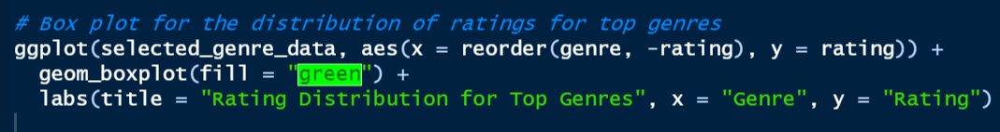 # Box plot for the distribution of ratings for top genres
ggplot(selected_genre_data, aes(x = reorder(genre, -rating), y = rating)) +
  geom_boxplot(fill = "green") +
  labs(title = "Rating Distribution for Top Genres", x = "Genre", y = "Rating")